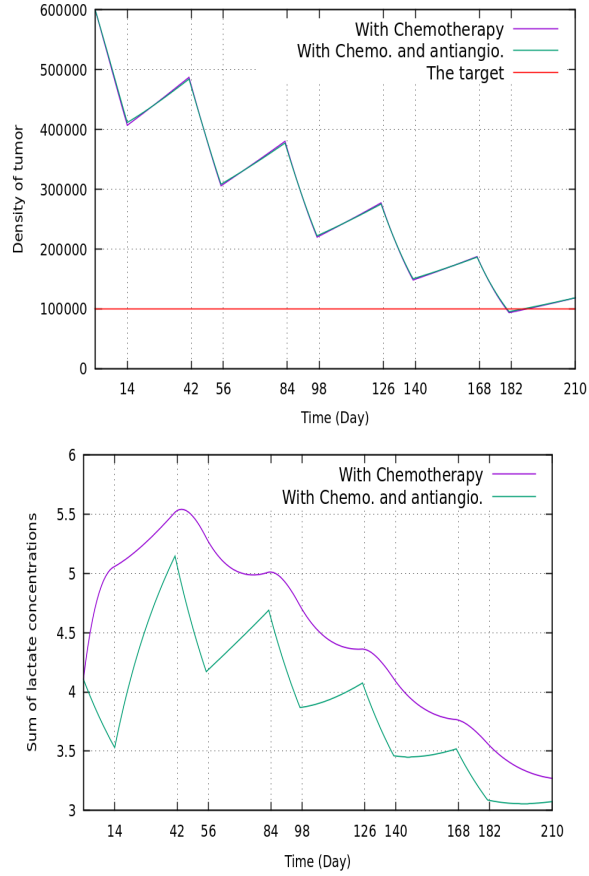 600000
500000
400000
300000
200000
100000
0
Density of tumor
With Chemotherapy
With Chemo. and antiangio.
The target
14 42 56 84 98 126 140 168 182 210
Time (Day)
6
5.5
5
4.5
4
3.5
3
Sum of lactate concentrations
With Chemotherapy
With Chemo. and antiangio.
14 42 56 84 98 126 140 168 182 210
Time (Day)